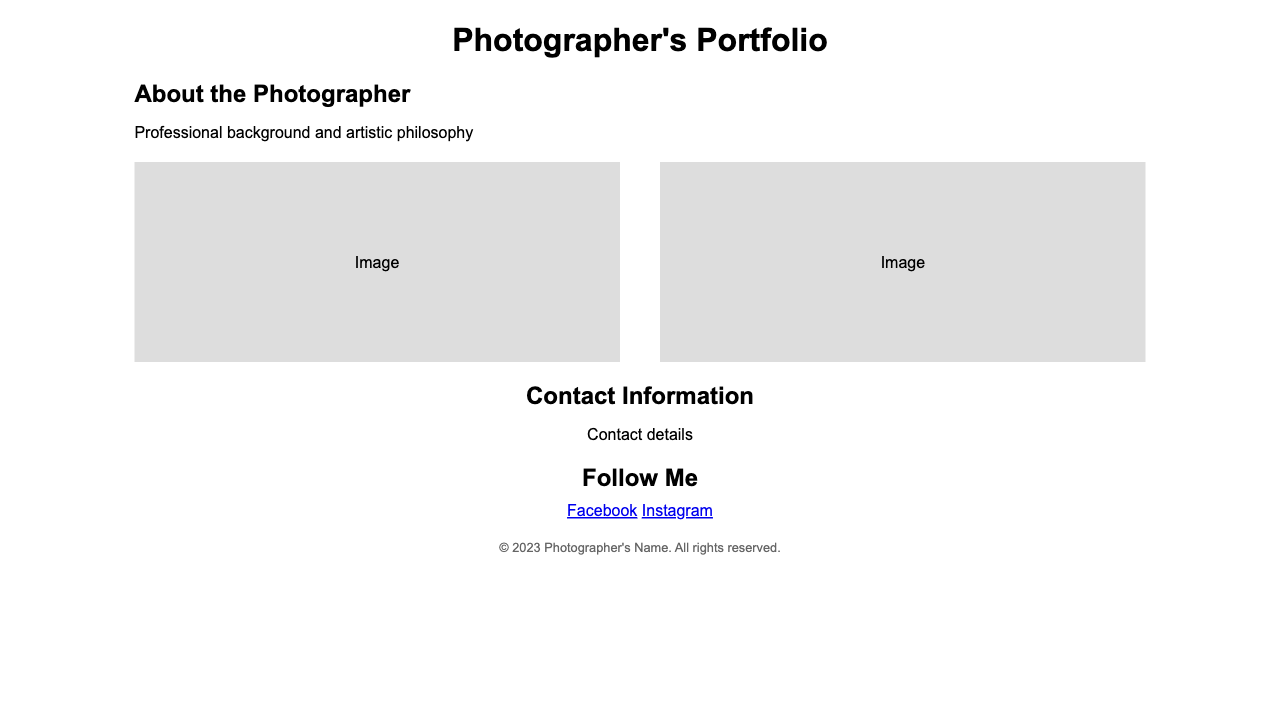 Photographer's Portfolio
About the Photographer
Professional background and artistic philosophy
Image
Image
Contact Information
Contact details
Follow Me
Facebook Instagram
© 2023 Photographer's Name. All rights reserved.